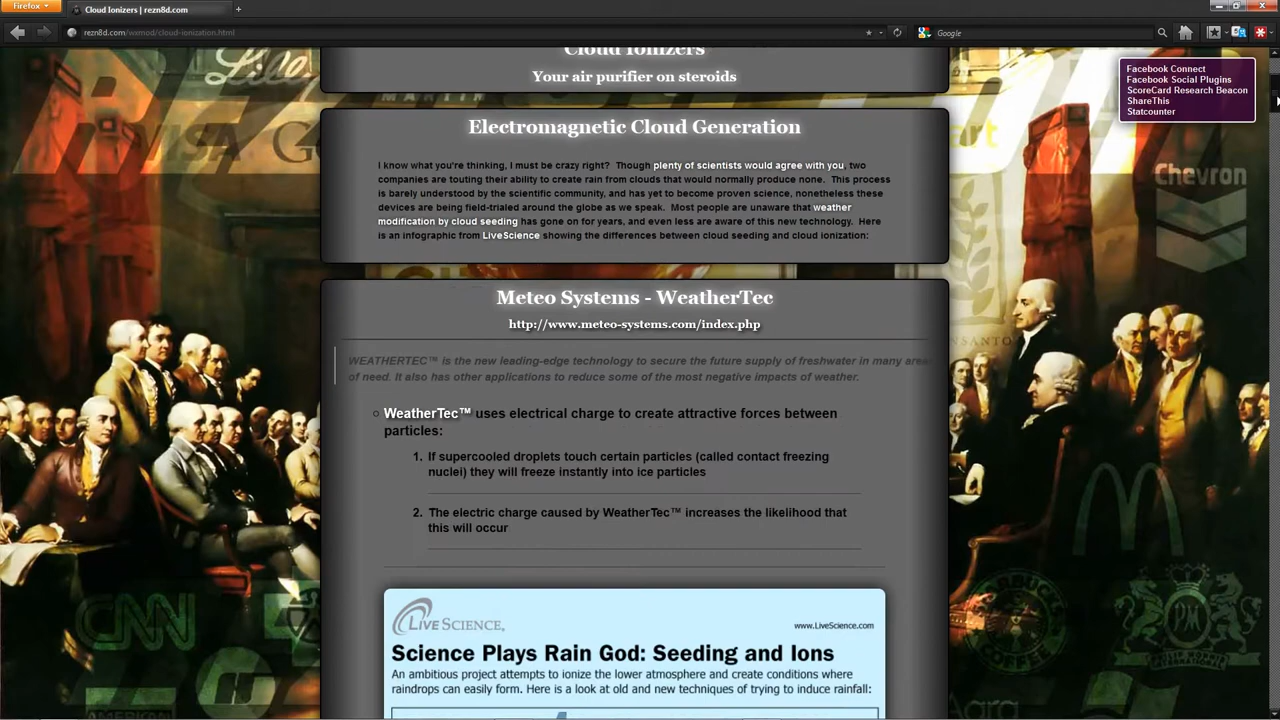 Firefox
Cloud Ionizers | rezn8d.com
rezn8d.com/wxmod/cloud-ionization.html
Google
Cloud Ionizers
Your air purifier on steroids
Facebook Connect
Facebook Social Plugins
ScoreCard Research Beacon
ShareThis
Statcounter
MARTIN
VISA
Chevron
Electromagnetic Cloud Generation
I know what you're thinking, I must be crazy right? Though plenty of scientists would agree with you, two
companies are touting their ability to create rain from clouds that would normally produce none. This process
is barely understood by the scientific community, and has yet to become proven science, nonetheless these
devices are being field-trialed around the globe as we speak. Most people are unaware that weather
modification by cloud seeding has gone on for years, and even less are aware of this new technology. Here
is an infographic from LiveScience showing the differences between cloud seeding and cloud ionization:
Meteo Systems - WeatherTec
http://www.meteo-systems.com/index.php
WEATHERTEC™ is the new leading-edge technology to secure the future supply of freshwater in many areas
of need. It also has other applications to reduce some of the most negative impacts of weather.
WeatherTec™ uses electrical charge to create attractive forces between
particles:
1. If supercooled droplets touch certain particles (called contact freezing
nuclei) they will freeze instantly into ice particles
2. The electric charge caused by WeatherTec™ increases the likelihood that
this will occur
LIVESCIENCE.
www.LiveScience.com
Science Plays Rain God: Seeding and Ions
An ambitious project attempts to ionize the lower atmosphere and create conditions where
raindrops can easily form. Here is a look at old and new techniques of trying to induce rainfall:
CNN
COFFEE
PM
AMERICAN